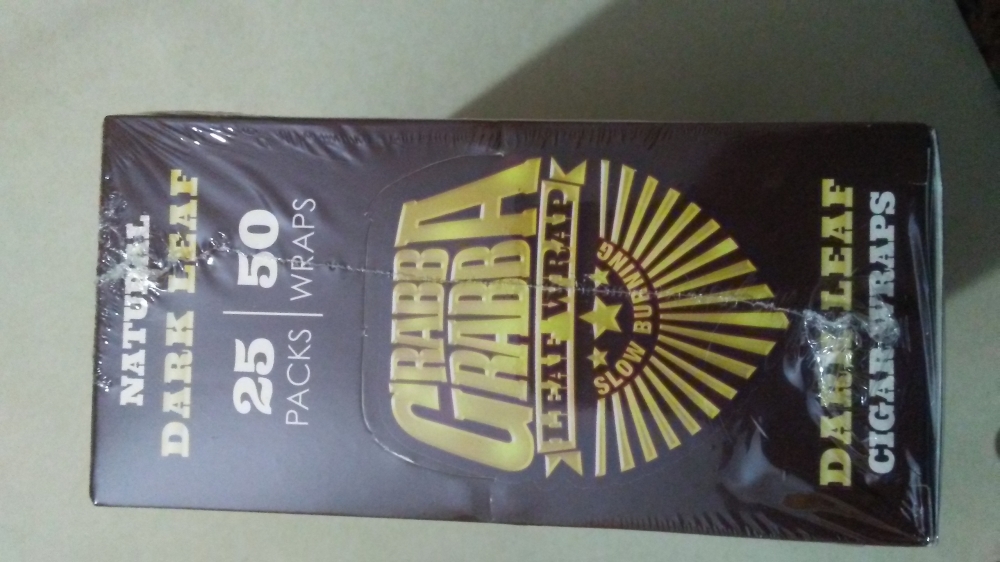 NATURAL
DARK LEAF
25 | 50
PACKS | WRAPS
GRABBA
GRABBA
LEAF WRAP
SLOW BURNING
DARK LEAF
CIGAR WRAPS